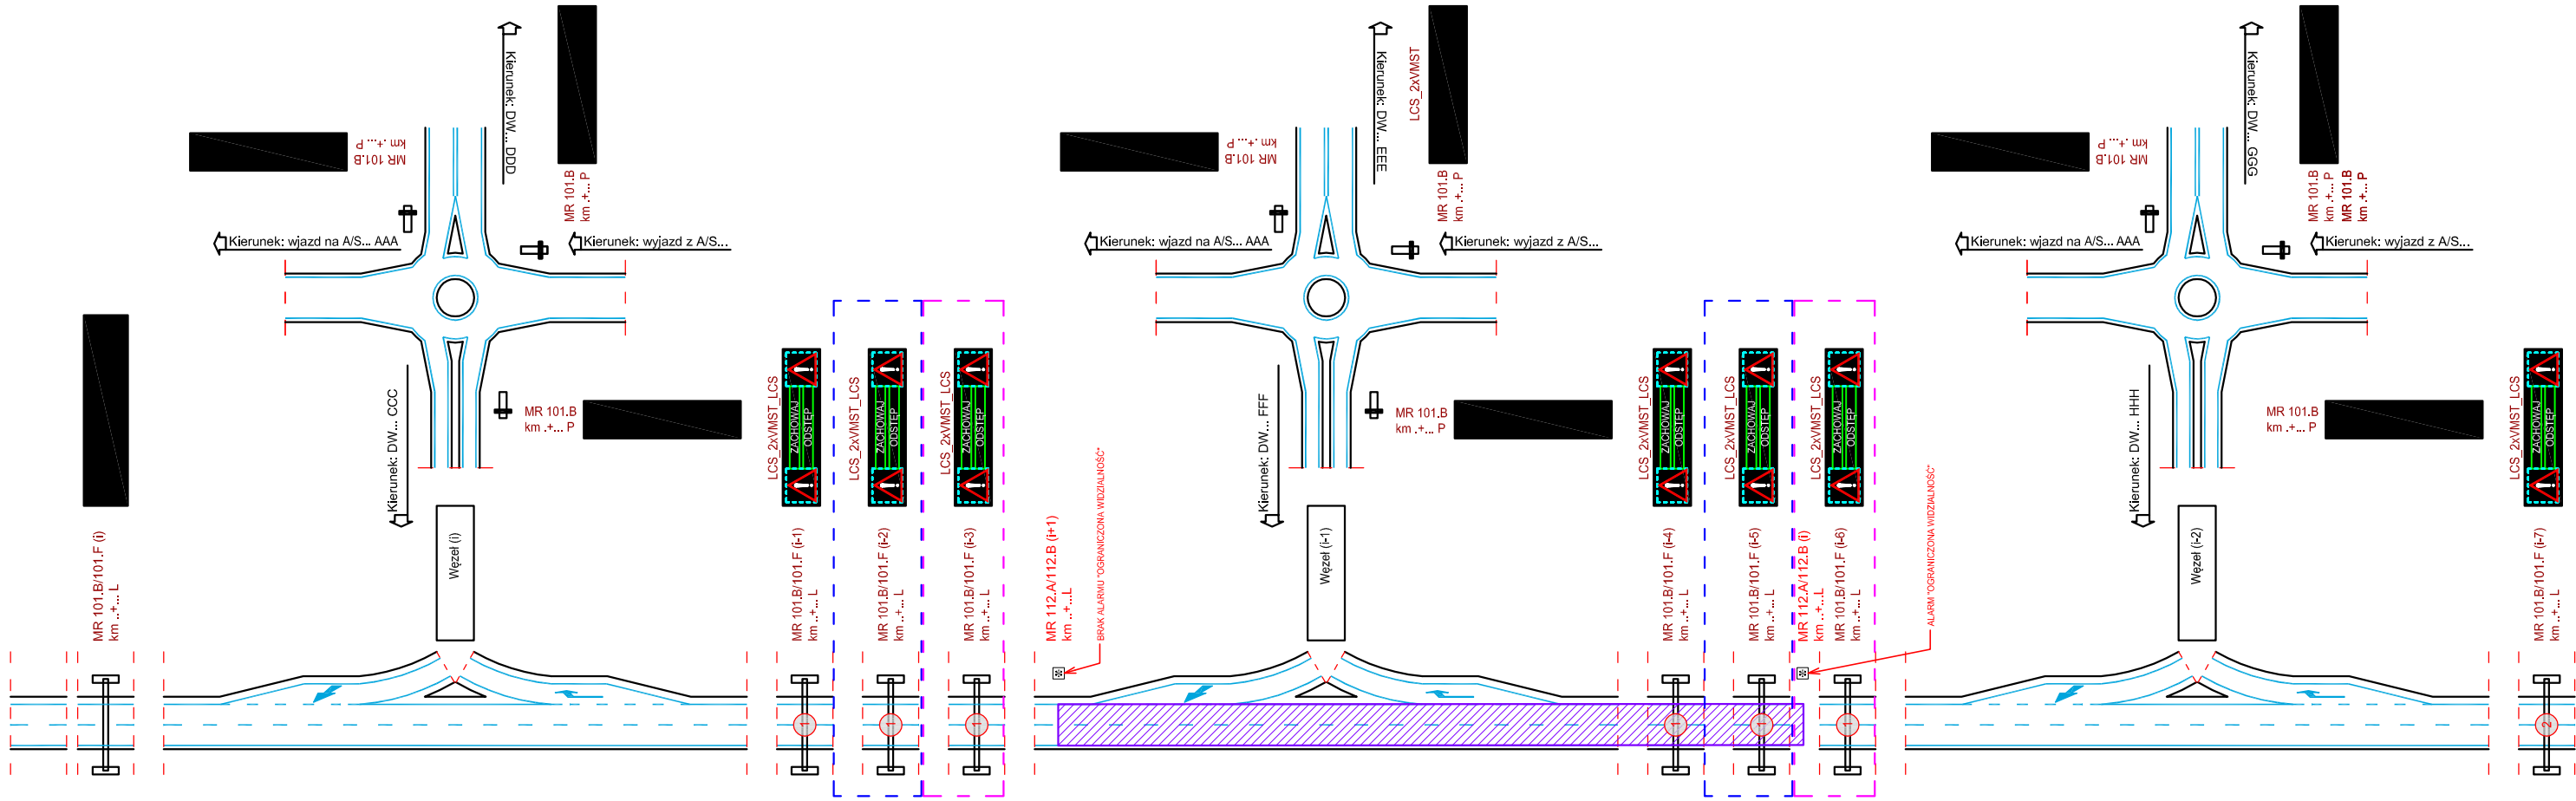 Kierunek: DW... DDD
MR 101.B
km .+... P
MR 101.B
km .+... P
Kierunek: wjazd na A/S... AAA
Kierunek: wyjazd z A/S...
Kierunek: DW... CCC
MR 101.B
km .+... P
Węzeł (i)
MR 101.B/101.F (i)
km ..+... L
LCS_2xVMST_LCS
ZACHOWAJ
ODSTĘP
MR 101.B/101.F (i-1)
km ..+... L
1
LCS_2xVMST_LCS
ZACHOWAJ
ODSTĘP
MR 101.B/101.F (i-2)
km ..+... L
1
LCS_2xVMST_LCS
ZACHOWAJ
ODSTĘP
MR 101.B/101.F (i-3)
km ..+... L
1
MR 112.A/112.B (i+1)
km ..+...L
BRAK ALARMU "OGRANICZONA WIDZIALNOŚĆ"
Kierunek: DW... EEE
LCS_2xVMST
MR 101.B
km .+... P
MR 101.B
km .+... P
Kierunek: wjazd na A/S... AAA
Kierunek: wyjazd z A/S...
Kierunek: DW... FFF
MR 101.B
km .+... P
Węzeł (i-1)
LCS_2xVMST_LCS
ZACHOWAJ
ODSTĘP
MR 101.B/101.F (i-4)
km ..+... L
1
LCS_2xVMST_LCS
ZACHOWAJ
ODSTĘP
MR 101.B/101.F (i-5)
km ..+... L
1
MR 112.A/112.B (i)
km ..+...L
LCS_2xVMST_LCS
ZACHOWAJ
ODSTĘP
MR 101.B/101.F (i-6)
km ..+... L
1
ALARM "OGRANICZONA WIDZIALNOŚĆ"
Kierunek: DW... GGG
MR 101.B
km .+... P
MR 101.B
km .+... P
MR 101.B
km .+... P
Kierunek: wjazd na A/S... AAA
Kierunek: wyjazd z A/S...
Kierunek: DW... HHH
MR 101.B
km .+... P
Węzeł (i-2)
LCS_2xVMST_LCS
ZACHOWAJ
ODSTĘP
MR 101.B/101.F (i-7)
km ..+... L
2